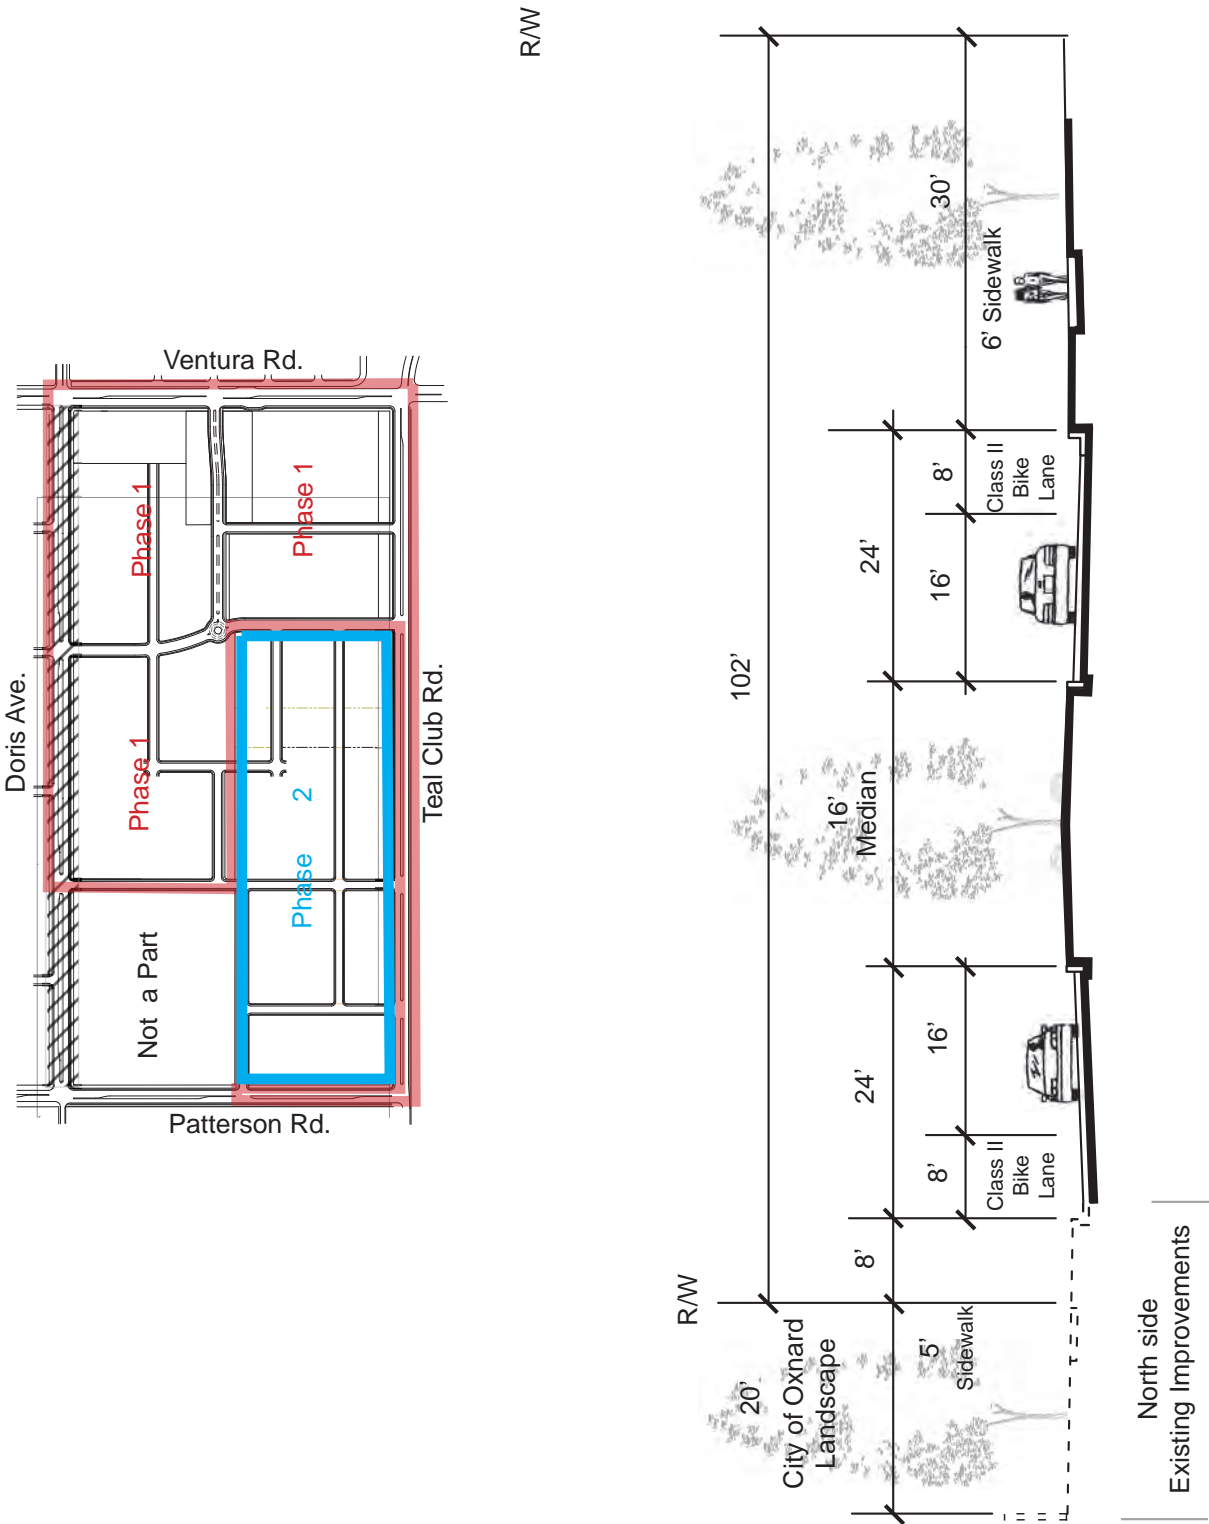 R/W
Ventura Rd.
Doris Ave.
Phase 1
Phase 1
Phase 1
Phase 2
Not a Part
Teal Club Rd.
Patterson Rd.
30’
6’ Sidewalk
8’
Class II
Bike
Lane
24’
16’
102’
16’
Median
16’
24’
8’
Class II
Bike
Lane
8’
R/W
20’
City of Oxnard
Landscape
5’
Sidewalk
North side
Existing Improvements